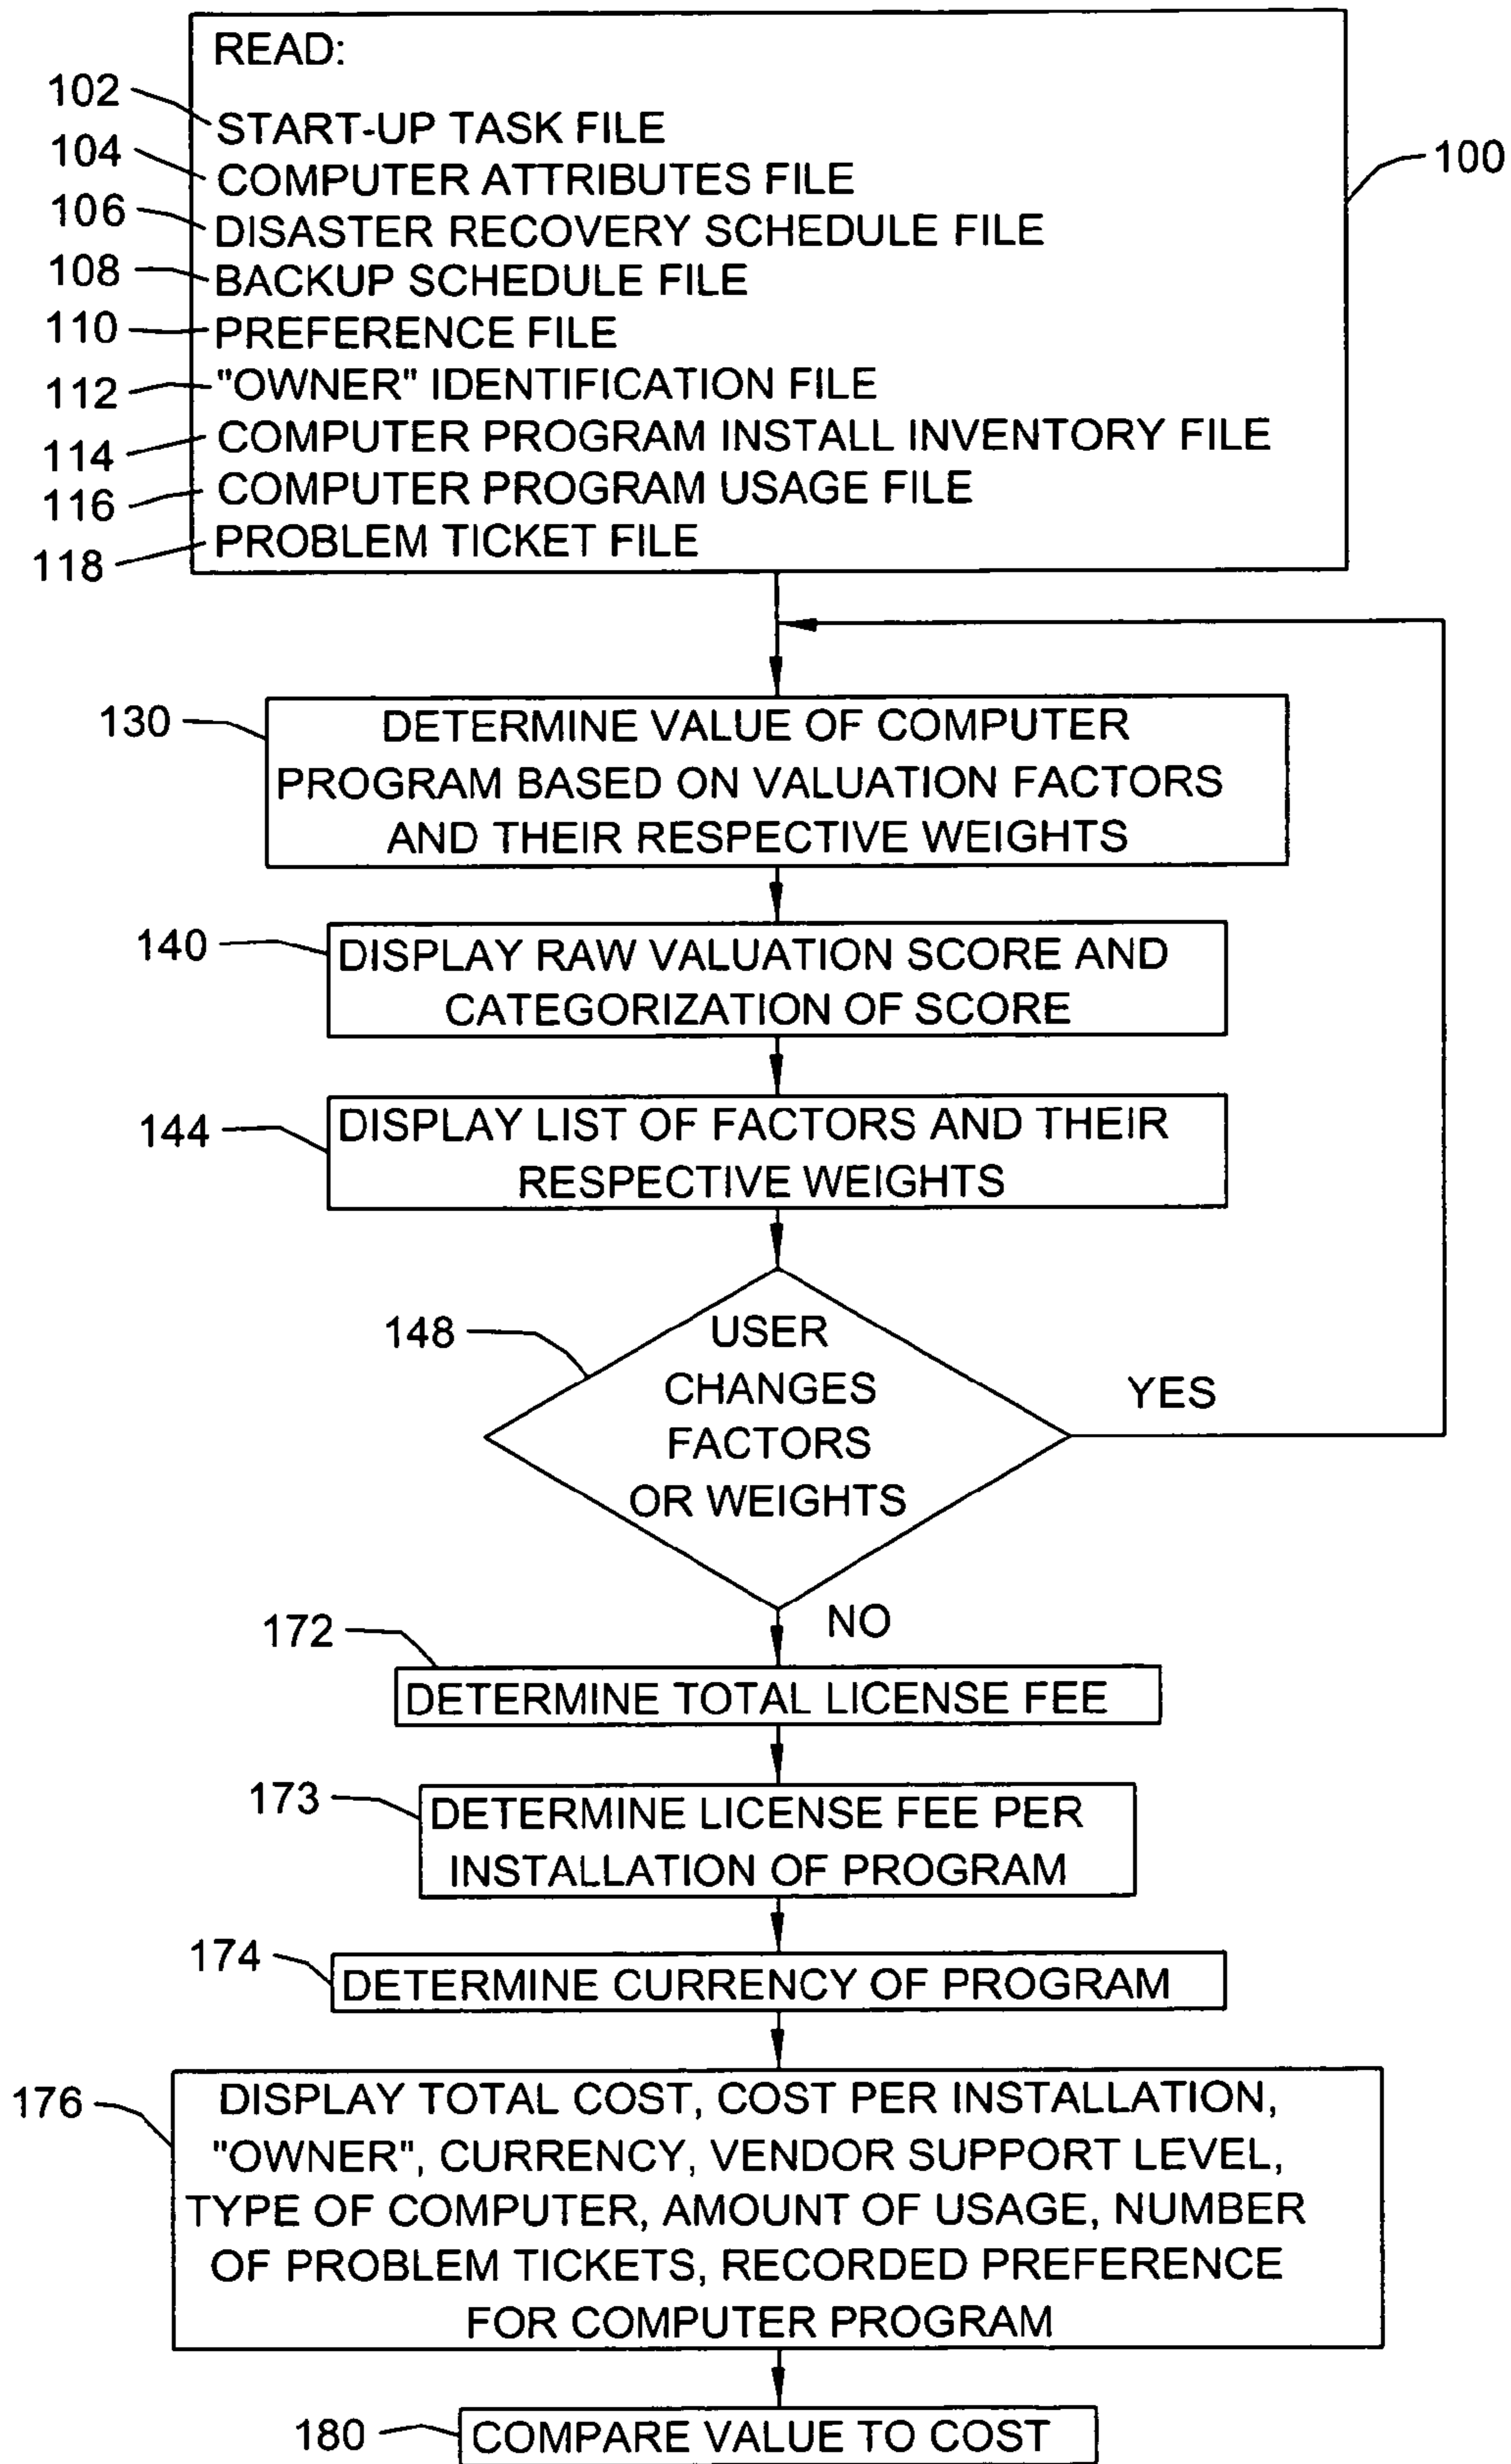 READ:
102
START-UP TASK FILE
104
COMPUTER ATTRIBUTES FILE
100
106
DISASTER RECOVERY SCHEDULE FILE
108
BACKUP SCHEDULE FILE
110
PREFERENCE FILE
112
"OWNER" IDENTIFICATION FILE
114
COMPUTER PROGRAM INSTALL INVENTORY FILE
116
COMPUTER PROGRAM USAGE FILE
118
PROBLEM TICKET FILE
130
DETERMINE VALUE OF COMPUTER
PROGRAM BASED ON VALUATION FACTORS
AND THEIR RESPECTIVE WEIGHTS
140
DISPLAY RAW VALUATION SCORE AND
CATEGORIZATION OF SCORE
144
DISPLAY LIST OF FACTORS AND THEIR
RESPECTIVE WEIGHTS
148
USER
CHANGES
FACTORS
OR WEIGHTS
YES
NO
172
DETERMINE TOTAL LICENSE FEE
173
DETERMINE LICENSE FEE PER
INSTALLATION OF PROGRAM
174
DETERMINE CURRENCY OF PROGRAM
176
DISPLAY TOTAL COST, COST PER INSTALLATION,
"OWNER", CURRENCY, VENDOR SUPPORT LEVEL,
TYPE OF COMPUTER, AMOUNT OF USAGE, NUMBER
OF PROBLEM TICKETS, RECORDED PREFERENCE
FOR COMPUTER PROGRAM
180
COMPARE VALUE TO COST